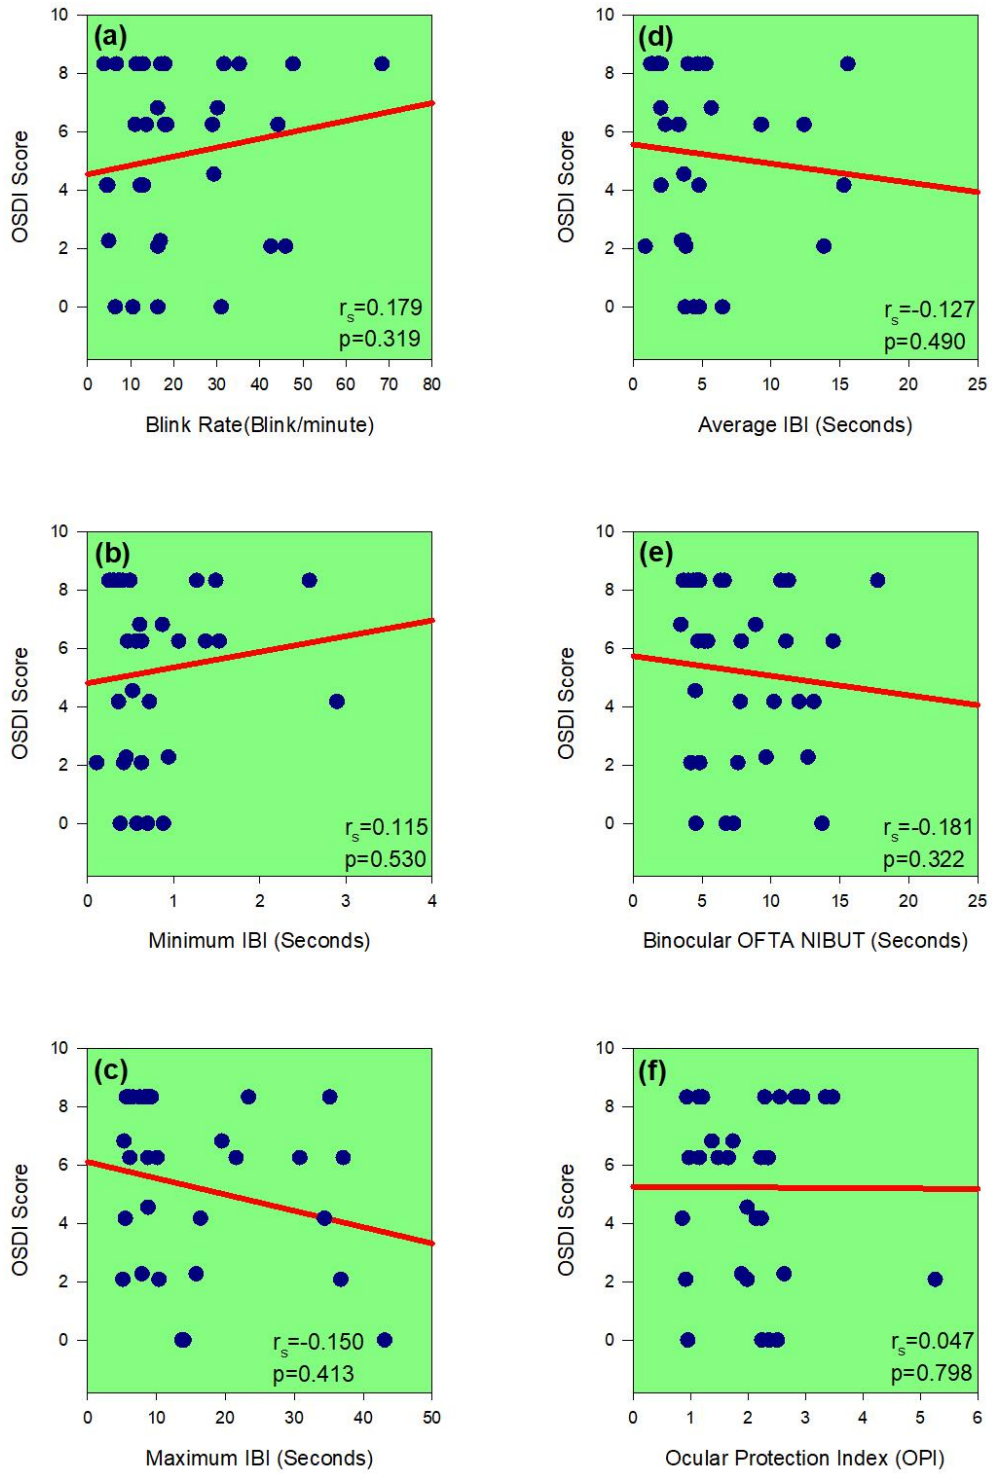 (a)
10
8
6
4
2
0
OSDI Score
r_s=0.179
p=0.319
0 10 20 30 40 50 60 70 80
Blink Rate(Blink/minute)
(d)
10
8
6
4
2
0
OSDI Score
r_s=-0.127
p=0.490
0 5 10 15 20 25
Average IBI (Seconds)
(b)
10
8
6
4
2
0
OSDI Score
r_s=0.115
p=0.530
0 1 2 3 4
Minimum IBI (Seconds)
(e)
10
8
6
4
2
0
OSDI Score
r_s=-0.181
p=0.322
0 5 10 15 20 25
Binocular OFTA NIBUT (Seconds)
(c)
10
8
6
4
2
0
OSDI Score
r_s=-0.150
p=0.413
0 10 20 30 40 50
Maximum IBI (Seconds)
(f)
10
8
6
4
2
0
OSDI Score
r_s=0.047
p=0.798
0 1 2 3 4 5 6
Ocular Protection Index (OPI)